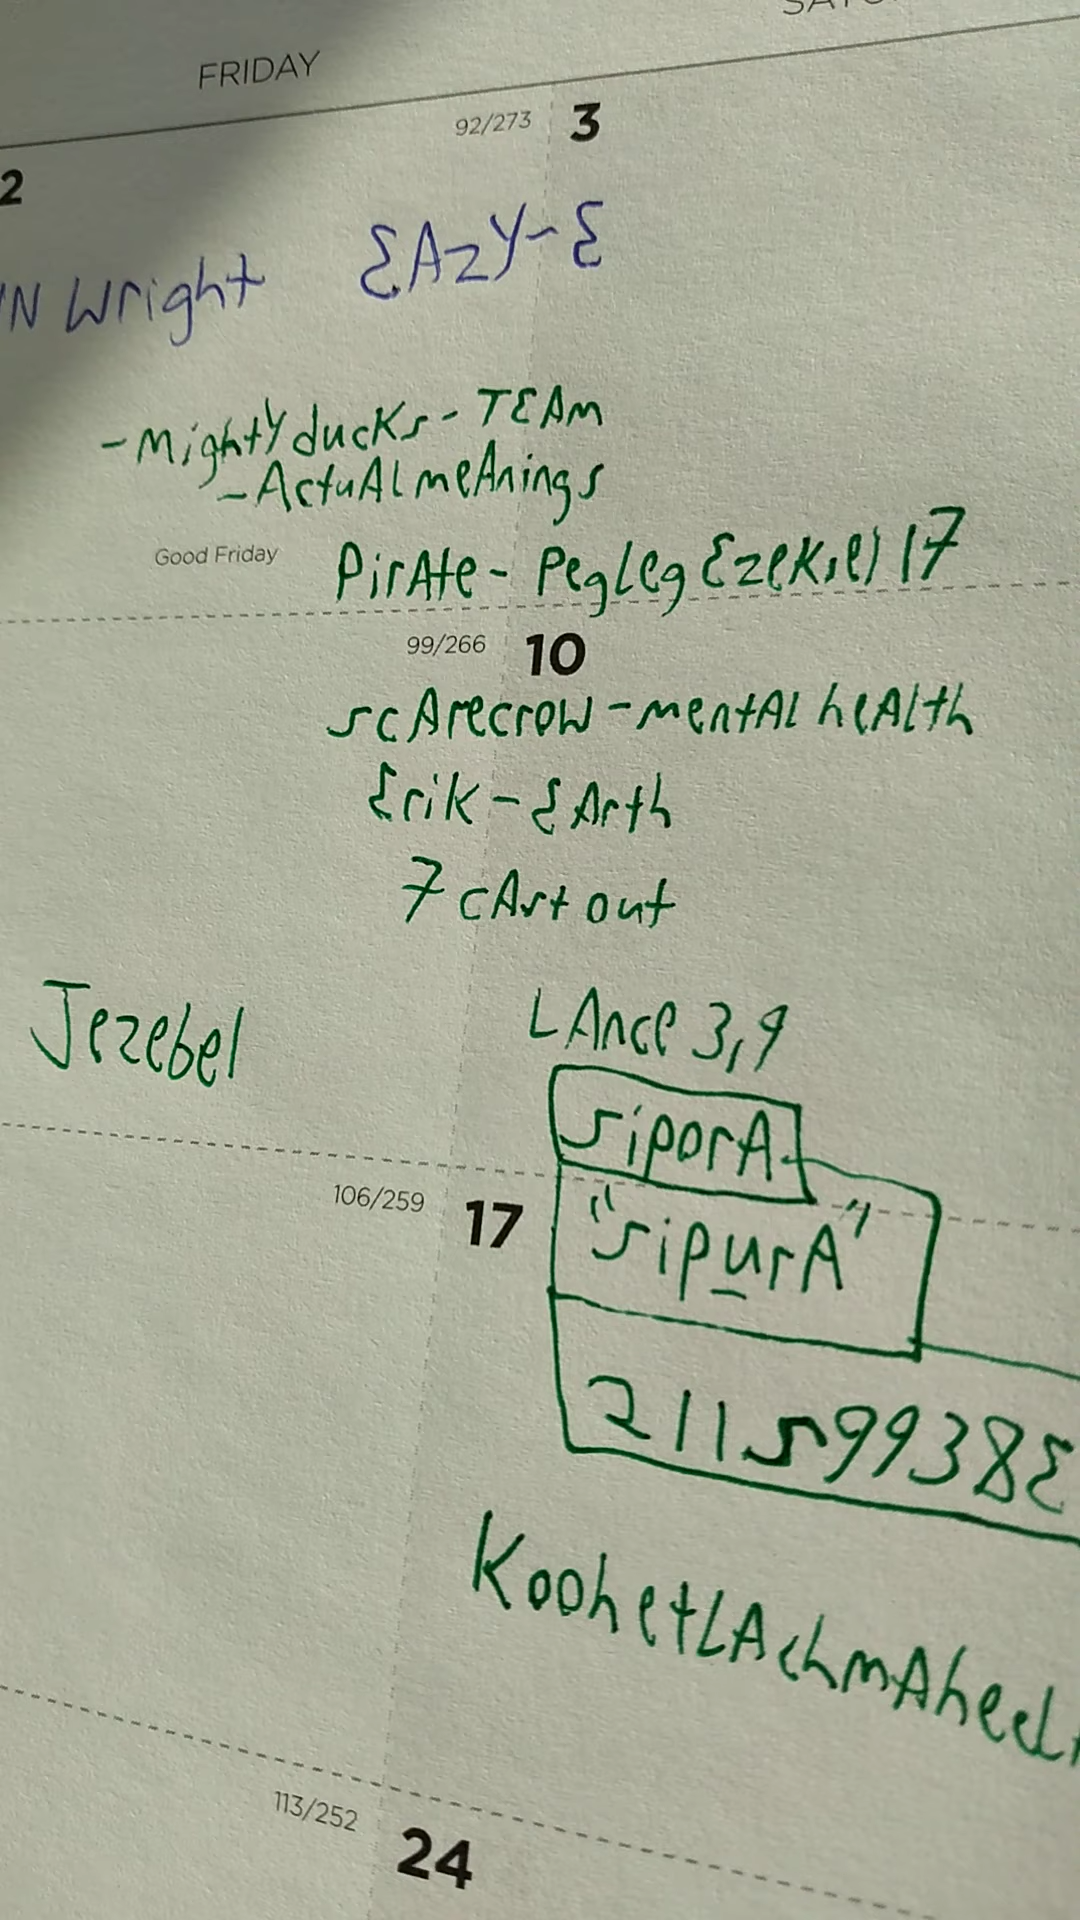 FRIDAY
92/273 3
2
Wright EAZY-E
-Mighty ducks - TEAM
-ActuAl meAnings
Good Friday PirAte - PegLeg Ezekiel 17
99/266 10
scArecrow - mentAl heAlth
Erik - EArth
7 cAst out
Jezebel LAnce 3,9
siporA
106/259 17 "sipurA"
21159938E
113/252 24